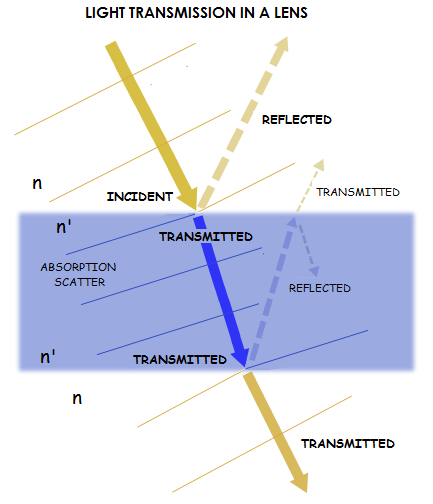 LIGHT TRANSMISSION IN A LENS
REFLECTED
n
INCIDENT
TRANSMITTED
n'
TRANSMITTED
ABSORPTION
SCATTER
REFLECTED
n'
TRANSMITTED
n
TRANSMITTED